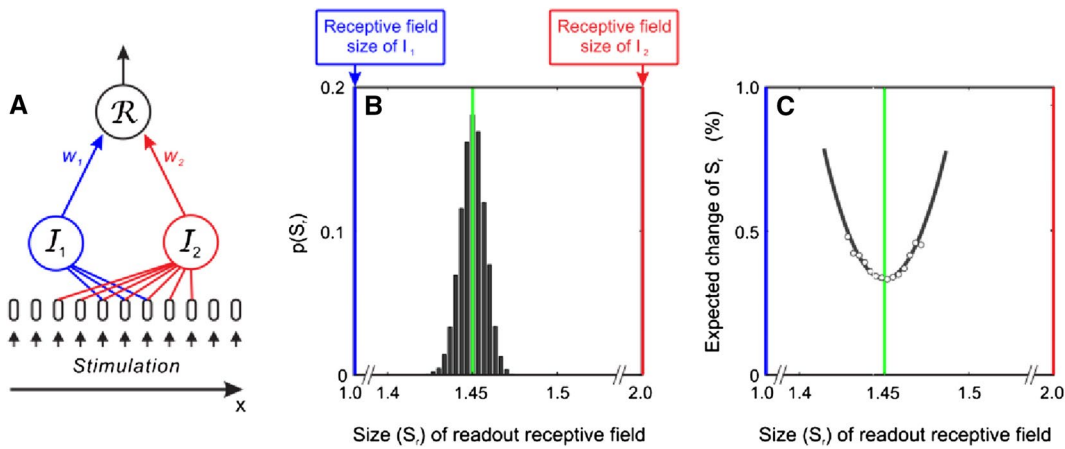 Receptive field
size of I₁
Receptive field
size of I₂
A
R
w₁
w₂
I₁
I₂
Stimulation
x
B
0.2
0.1
0
p(Sᵣ)
1.0
1.4
1.45
1.5
2.0
Size (Sᵣ) of readout receptive field
C
1.0
0.5
0
Expected change of Sᵣ (%)
1.0
1.4
1.45
1.5
2.0
Size (Sᵣ) of readout receptive field